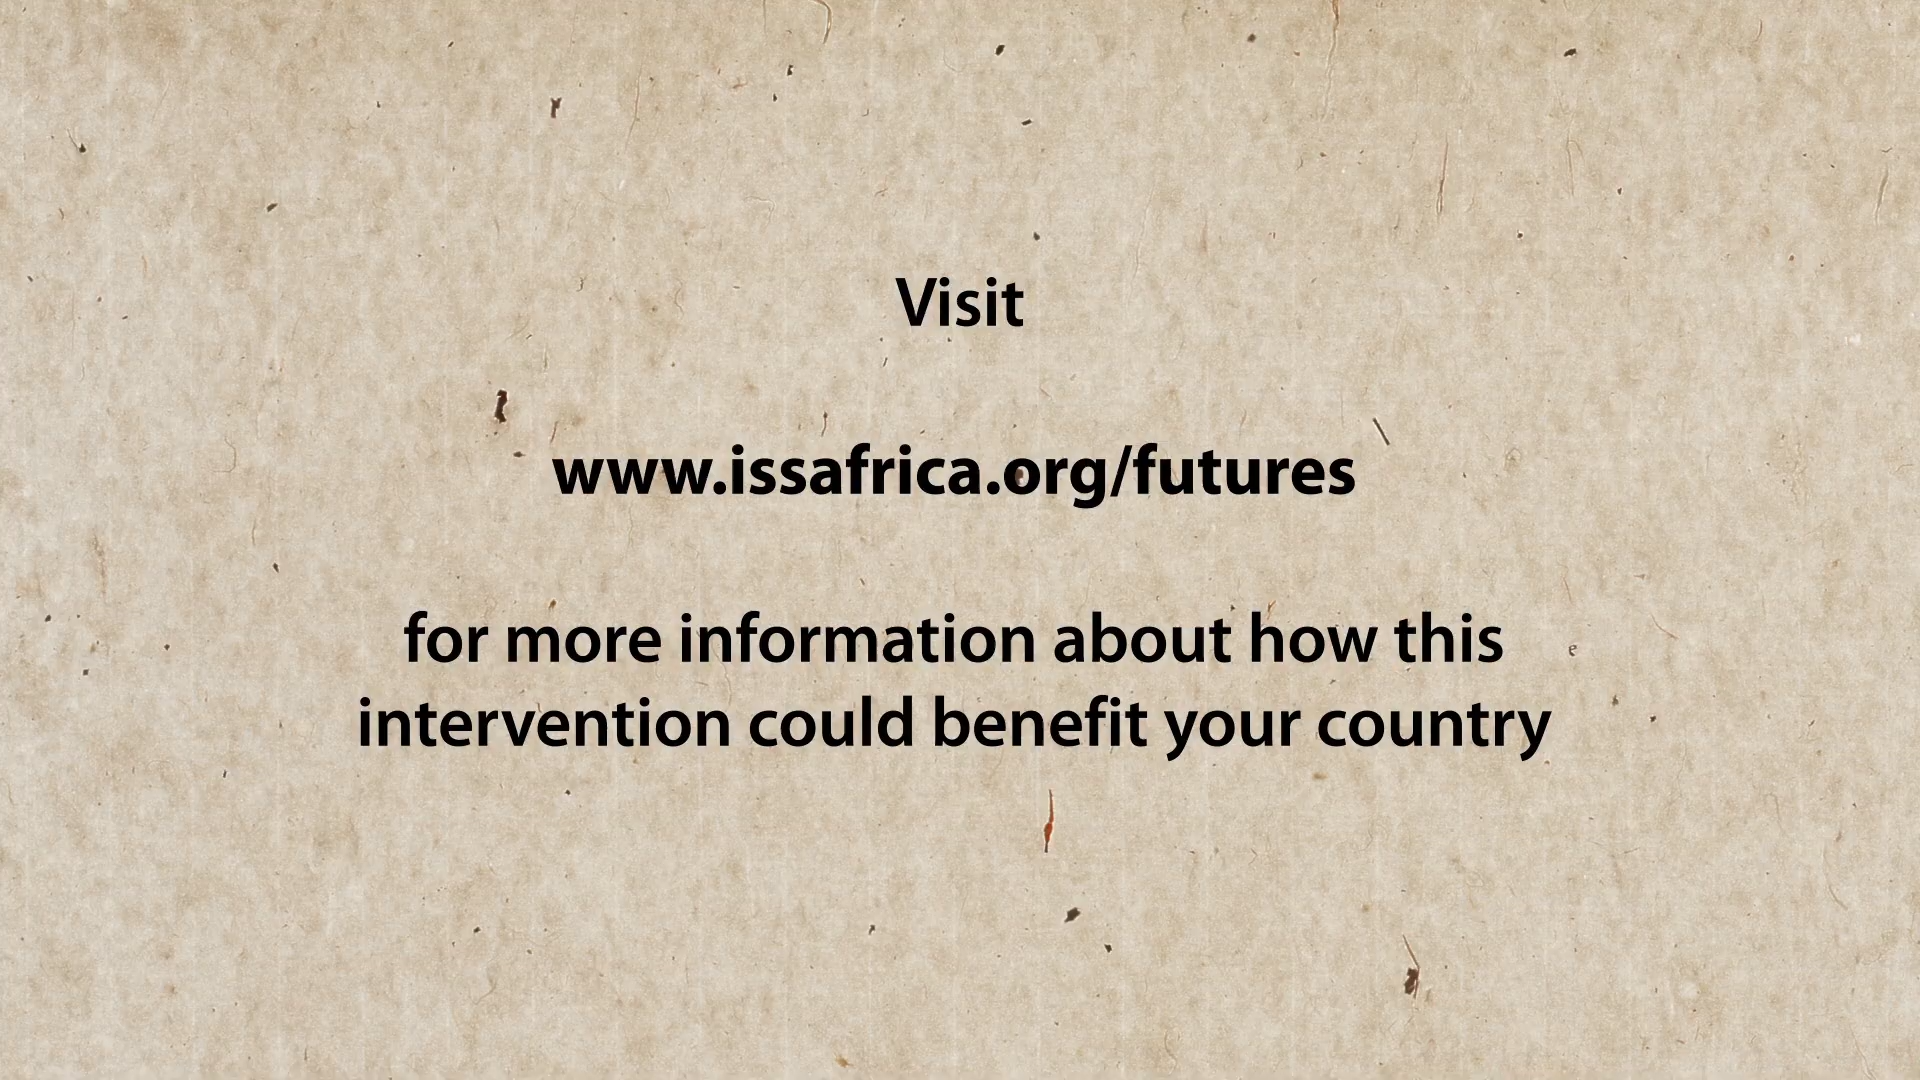 Visit
www.issafrica.org/futures
for more information about how this
intervention could benefit your country